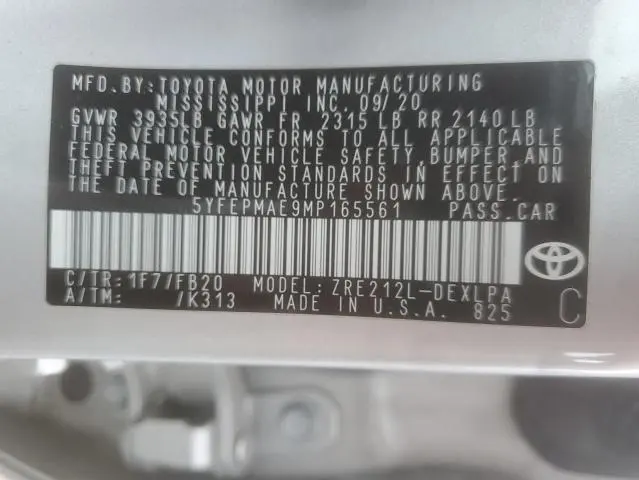 MFD.BY:TOYOTA MOTOR MANUFACTURING
MISSISSIPPI INC.09/20
GVWR 3935LB GAWR FR 2315 LB RR 2140 LB
THIS VEHICLE CONFORMS TO ALL APPLICABLE
FEDERAL MOTOR VEHICLE SAFETY,BUMPER,AND
THEFT PREVENTION STANDARDS IN EFFECT ON
THE DATE OF MANUFACTURE SHOWN ABOVE.
5YFEPMAE9MP165561 PASS.CAR
C/TR:1F7/FB20 MODEL:ZRE212L-DEXLPA
A/TM: /K313 MADE IN U.S.A. 825 C